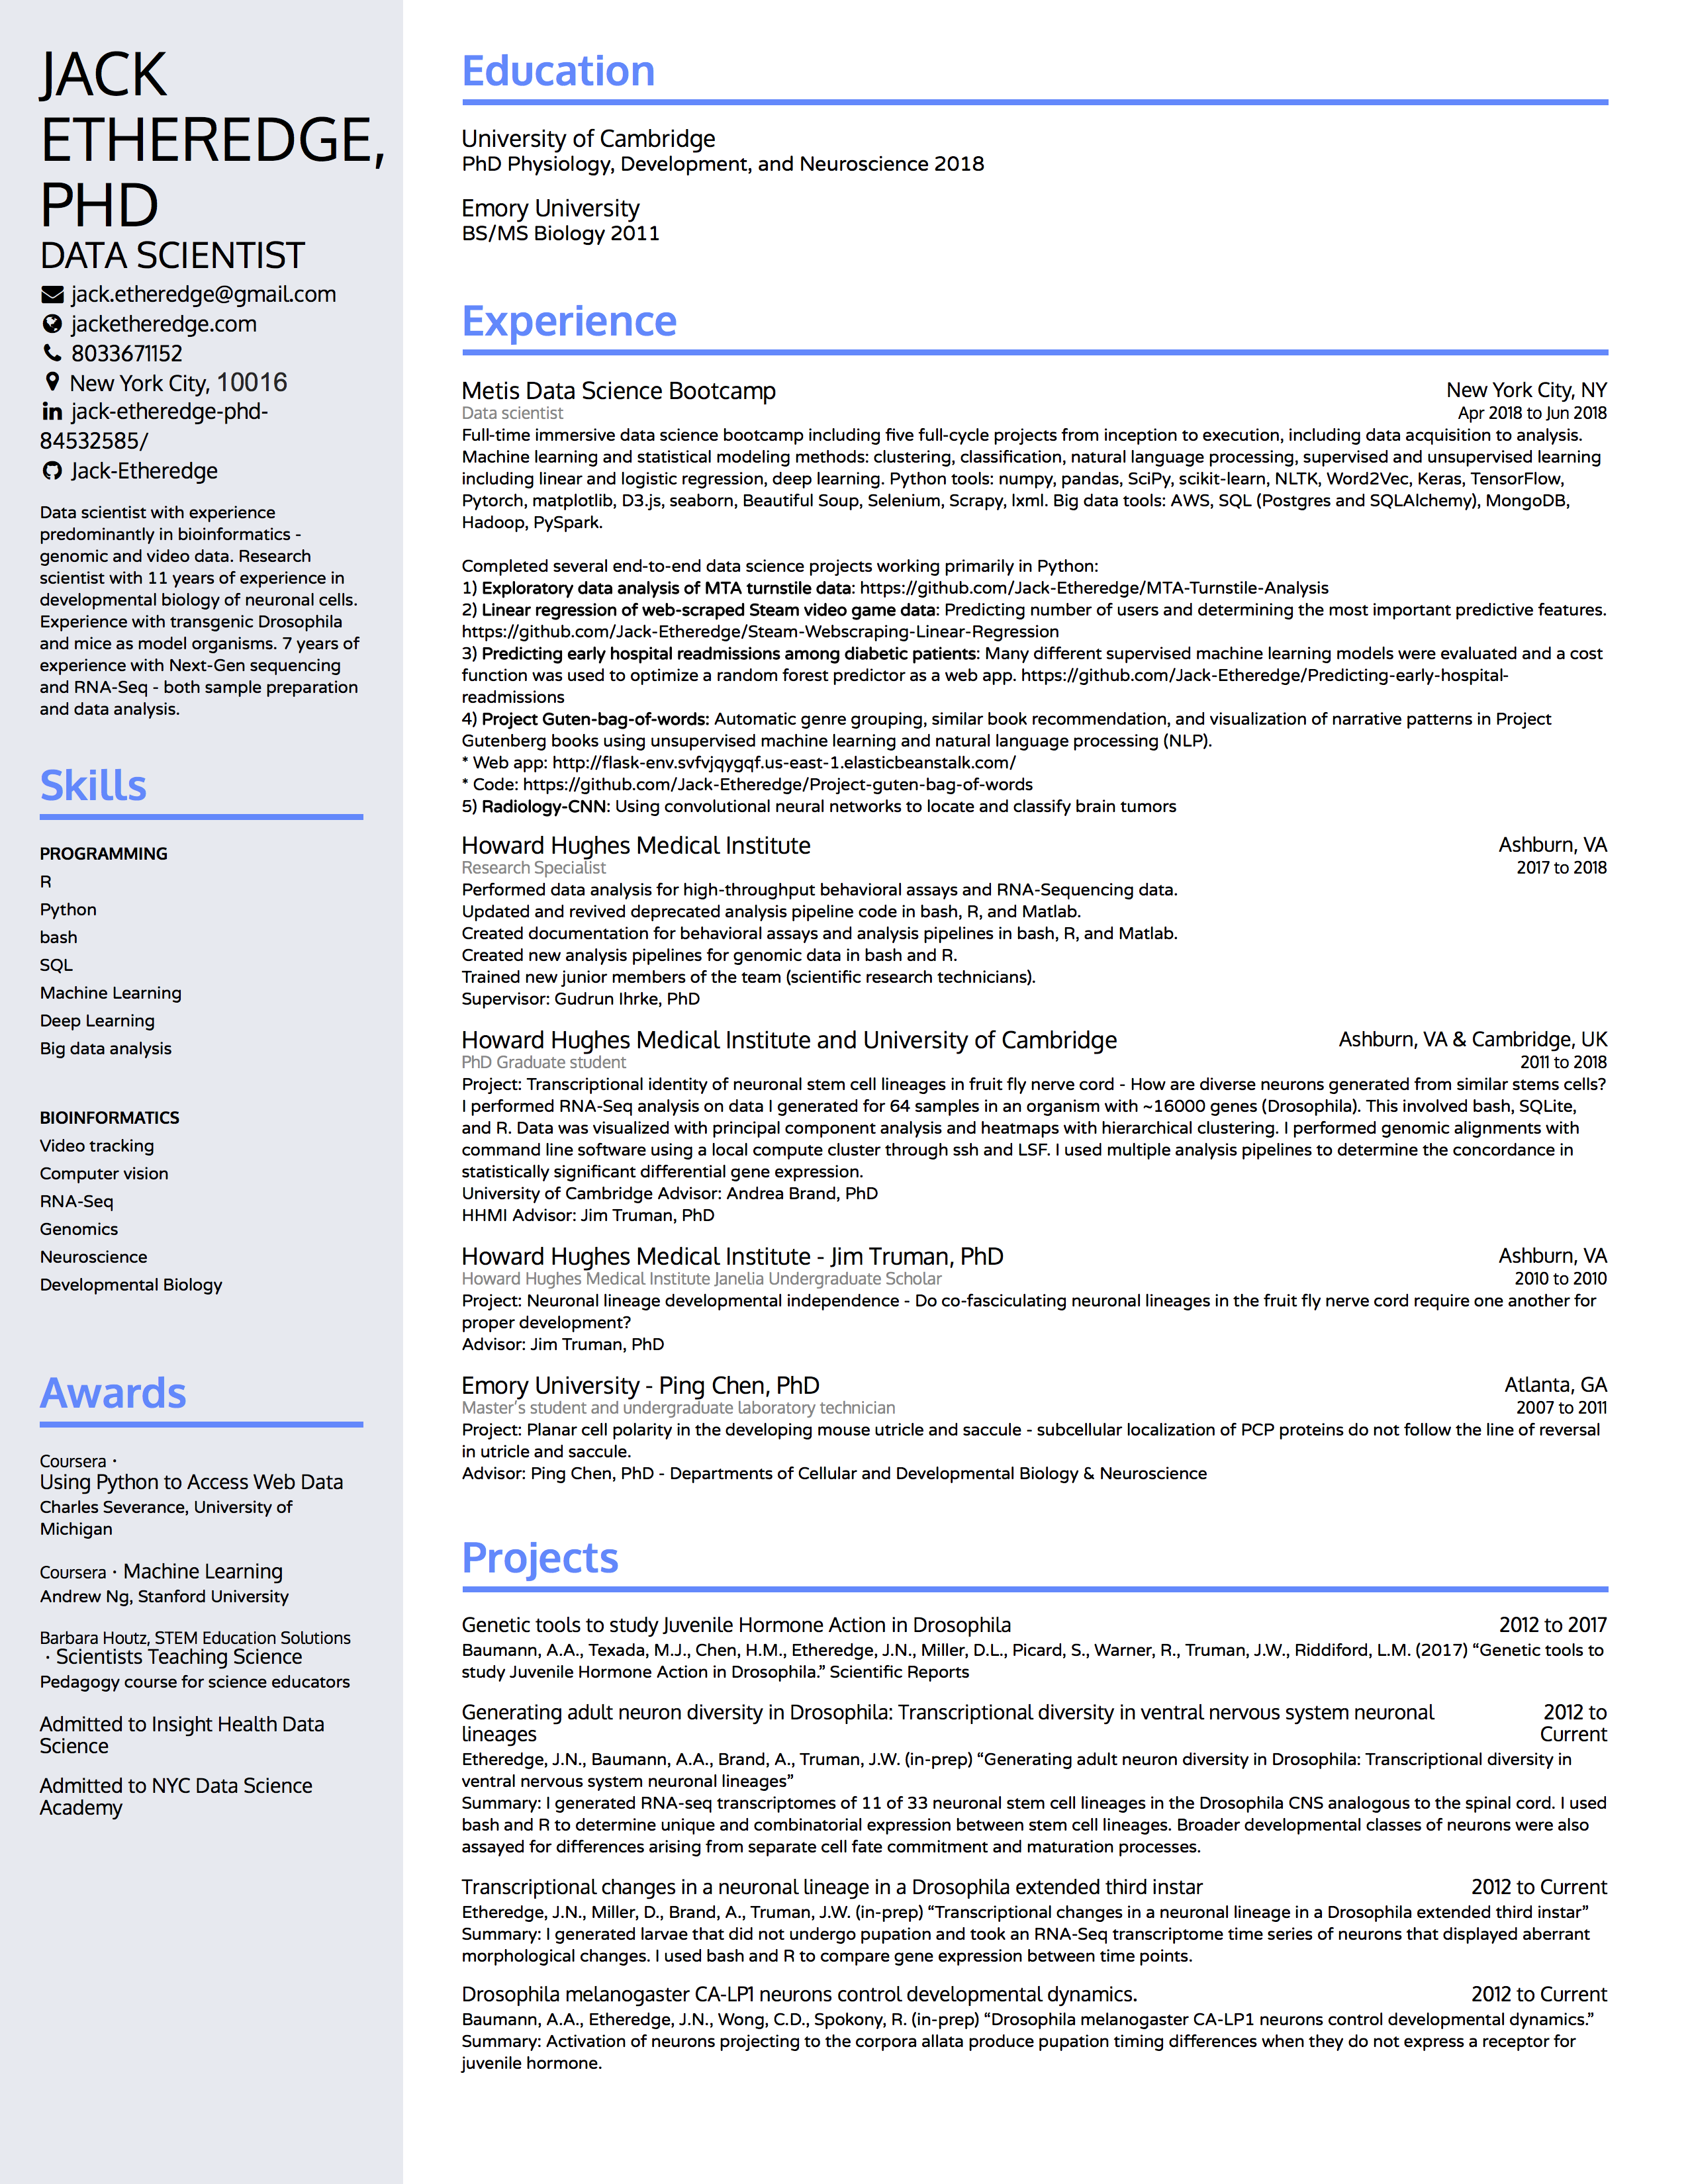 JACK
ETHEREDGE,
PHD
DATA SCIENTIST
jack.etheredge@gmail.com
jacketheredge.com
8033671152
New York City, 10016
jack-etheredge-phd-
84532585/
Jack-Etheredge
Data scientist with experience
predominantly in bioinformatics -
genomic and video data. Research
scientist with 11 years of experience in
developmental biology of neuronal cells.
Experience with transgenic Drosophila
and mice as model organisms. 7 years of
experience with Next-Gen sequencing
and RNA-Seq - both sample preparation
and data analysis.
Skills
PROGRAMMING
R
Python
bash
SQL
Machine Learning
Deep Learning
Big data analysis
BIOINFORMATICS
Video tracking
Computer vision
RNA-Seq
Genomics
Neuroscience
Developmental Biology
Awards
Coursera ·
Using Python to Access Web Data
Charles Severance, University of
Michigan
Coursera · Machine Learning
Andrew Ng, Stanford University
Barbara Houtz, STEM Education Solutions
· Scientists Teaching Science
Pedagogy course for science educators
Admitted to Insight Health Data
Science
Admitted to NYC Data Science
Academy
Education
University of Cambridge
PhD Physiology, Development, and Neuroscience 2018
Emory University
BS/MS Biology 2011
Experience
Metis Data Science Bootcamp New York City, NY
Data scientist Apr 2018 to Jun 2018
Full-time immersive data science bootcamp including five full-cycle projects from inception to execution, including data acquisition to analysis.
Machine learning and statistical modeling methods: clustering, classification, natural language processing, supervised and unsupervised learning
including linear and logistic regression, deep learning. Python tools: numpy, pandas, SciPy, scikit-learn, NLTK, Word2Vec, Keras, TensorFlow,
Pytorch, matplotlib, D3.js, seaborn, Beautiful Soup, Selenium, Scrapy, lxml. Big data tools: AWS, SQL (Postgres and SQLAlchemy), MongoDB,
Hadoop, PySpark.
Completed several end-to-end data science projects working primarily in Python:
1) Exploratory data analysis of MTA turnstile data: https://github.com/Jack-Etheredge/MTA-Turnstile-Analysis
2) Linear regression of web-scraped Steam video game data: Predicting number of users and determining the most important predictive features.
https://github.com/Jack-Etheredge/Steam-Webscraping-Linear-Regression
3) Predicting early hospital readmissions among diabetic patients: Many different supervised machine learning models were evaluated and a cost
function was used to optimize a random forest predictor as a web app. https://github.com/Jack-Etheredge/Predicting-early-hospital-
readmissions
4) Project Guten-bag-of-words: Automatic genre grouping, similar book recommendation, and visualization of narrative patterns in Project
Gutenberg books using unsupervised machine learning and natural language processing (NLP).
* Web app: http://flask-env.svfvjqygqf.us-east-1.elasticbeanstalk.com/
* Code: https://github.com/Jack-Etheredge/Project-guten-bag-of-words
5) Radiology-CNN: Using convolutional neural networks to locate and classify brain tumors
Howard Hughes Medical Institute Ashburn, VA
Research Specialist 2017 to 2018
Performed data analysis for high-throughput behavioral assays and RNA-Sequencing data.
Updated and revived deprecated analysis pipeline code in bash, R, and Matlab.
Created documentation for behavioral assays and analysis pipelines in bash, R, and Matlab.
Created new analysis pipelines for genomic data in bash and R.
Trained new junior members of the team (scientific research technicians).
Supervisor: Gudrun Ihrke, PhD
Howard Hughes Medical Institute and University of Cambridge Ashburn, VA & Cambridge, UK
PhD Graduate student 2011 to 2018
Project: Transcriptional identity of neuronal stem cell lineages in fruit fly nerve cord - How are diverse neurons generated from similar stems cells?
I performed RNA-Seq analysis on data I generated for 64 samples in an organism with ~16000 genes (Drosophila). This involved bash, SQLite,
and R. Data was visualized with principal component analysis and heatmaps with hierarchical clustering. I performed genomic alignments with
command line software using a local compute cluster through ssh and LSF. I used multiple analysis pipelines to determine the concordance in
statistically significant differential gene expression.
University of Cambridge Advisor: Andrea Brand, PhD
HHMI Advisor: Jim Truman, PhD
Howard Hughes Medical Institute - Jim Truman, PhD Ashburn, VA
Howard Hughes Medical Institute Janelia Undergraduate Scholar 2010 to 2010
Project: Neuronal lineage developmental independence - Do co-fasciculating neuronal lineages in the fruit fly nerve cord require one another for
proper development?
Advisor: Jim Truman, PhD
Emory University - Ping Chen, PhD Atlanta, GA
Master's student and undergraduate laboratory technician 2007 to 2011
Project: Planar cell polarity in the developing mouse utricle and saccule - subcellular localization of PCP proteins do not follow the line of reversal
in utricle and saccule.
Advisor: Ping Chen, PhD - Departments of Cellular and Developmental Biology & Neuroscience
Projects
Genetic tools to study Juvenile Hormone Action in Drosophila 2012 to 2017
Baumann, A.A., Texada, M.J., Chen, H.M., Etheredge, J.N., Miller, D.L., Picard, S., Warner, R., Truman, J.W., Riddiford, L.M. (2017) “Genetic tools to
study Juvenile Hormone Action in Drosophila.” Scientific Reports
Generating adult neuron diversity in Drosophila: Transcriptional diversity in ventral nervous system neuronal 2012 to
lineages Current
Etheredge, J.N., Baumann, A.A., Brand, A., Truman, J.W. (in-prep) “Generating adult neuron diversity in Drosophila: Transcriptional diversity in
ventral nervous system neuronal lineages”
Summary: I generated RNA-seq transcriptomes of 11 of 33 neuronal stem cell lineages in the Drosophila CNS analogous to the spinal cord. I used
bash and R to determine unique and combinatorial expression between stem cell lineages. Broader developmental classes of neurons were also
assayed for differences arising from separate cell fate commitment and maturation processes.
Transcriptional changes in a neuronal lineage in a Drosophila extended third instar 2012 to Current
Etheredge, J.N., Miller, D., Brand, A., Truman, J.W. (in-prep) “Transcriptional changes in a neuronal lineage in a Drosophila extended third instar”
Summary: I generated larvae that did not undergo pupation and took an RNA-Seq transcriptome time series of neurons that displayed aberrant
morphological changes. I used bash and R to compare gene expression between time points.
Drosophila melanogaster CA-LP1 neurons control developmental dynamics. 2012 to Current
Baumann, A.A., Etheredge, J.N., Wong, C.D., Spokony, R. (in-prep) “Drosophila melanogaster CA-LP1 neurons control developmental dynamics.”
Summary: Activation of neurons projecting to the corpora allata produce pupation timing differences when they do not express a receptor for
juvenile hormone.